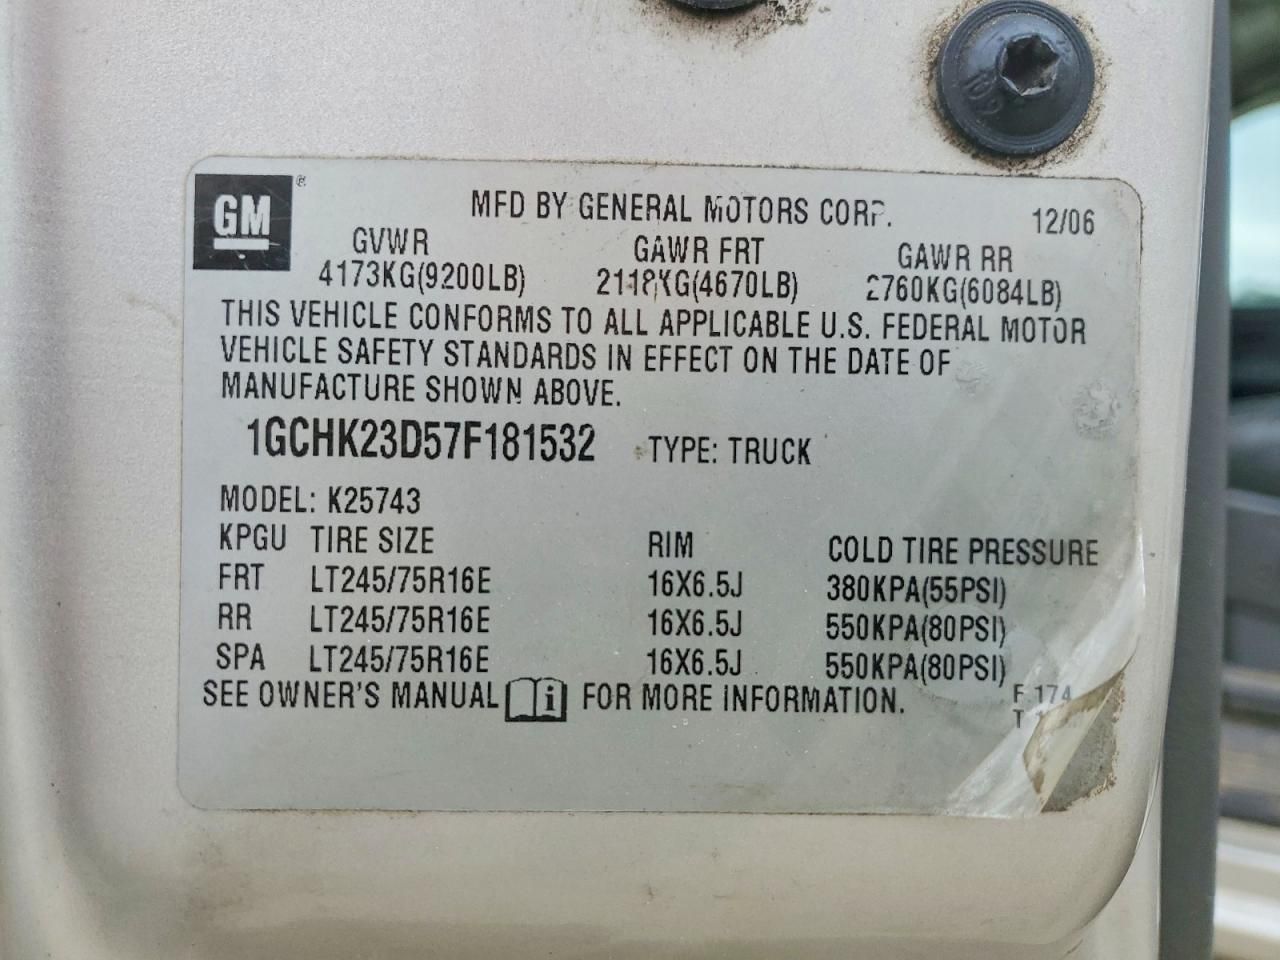 GM ® MFD BY GENERAL MOTORS CORP. 12/06
GVWR GAWR FRT GAWR RR
4173KG(9200LB) 2118KG(4670LB) 2760KG(6084LB)
THIS VEHICLE CONFORMS TO ALL APPLICABLE U.S. FEDERAL MOTOR
VEHICLE SAFETY STANDARDS IN EFFECT ON THE DATE OF
MANUFACTURE SHOWN ABOVE.
1GCHK23D57F181532 TYPE: TRUCK
MODEL: K25743
KPGU TIRE SIZE RIM COLD TIRE PRESSURE
FRT LT245/75R16E 16X6.5J 380KPA(55PSI)
RR LT245/75R16E 16X6.5J 550KPA(80PSI)
SPA LT245/75R16E 16X6.5J 550KPA(80PSI)
SEE OWNER'S MANUAL i FOR MORE INFORMATION.
F 174
T